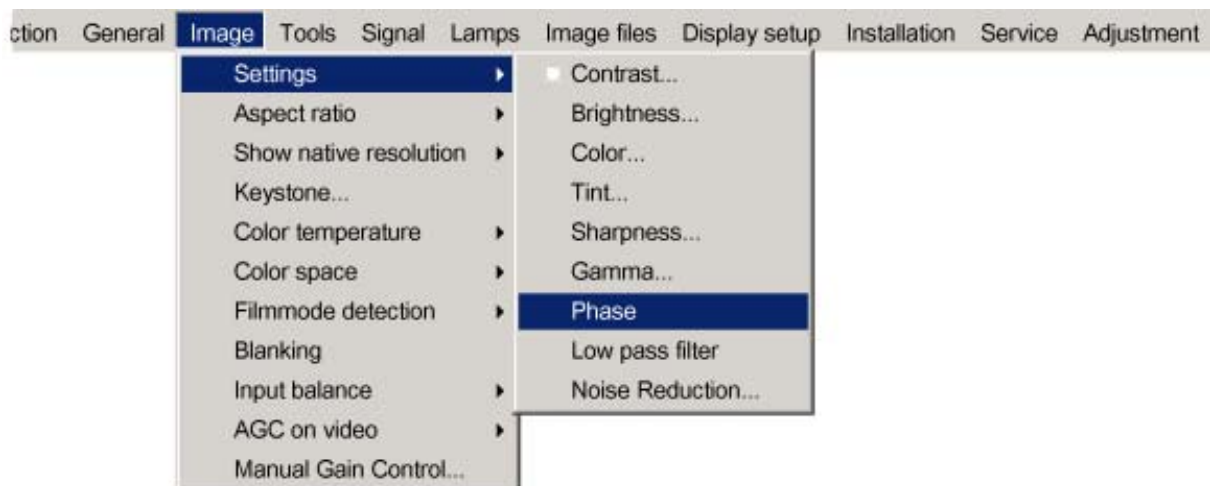 ction General Image Tools Signal Lamps Image files Display setup Installation Service Adjustment
Settings
Aspect ratio
Show native resolution
Keystone...
Color temperature
Color space
Filmmode detection
Blanking
Input balance
AGC on video
Manual Gain Control...
Contrast...
Brightness...
Color...
Tint...
Sharpness...
Gamma...
Phase
Low pass filter
Noise Reduction...